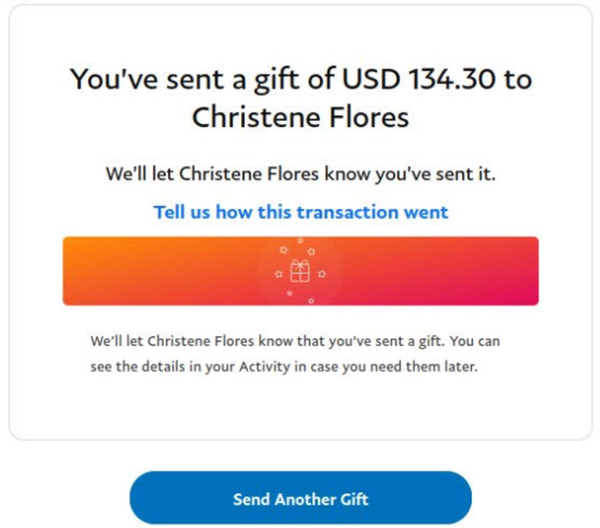 You've sent a gift of USD 134.30 to
Christene Flores
We'll let Christene Flores know you've sent it.
Tell us how this transaction went
We'll let Christene Flores know that you've sent a gift. You can
see the details in your Activity in case you need them later.
Send Another Gift